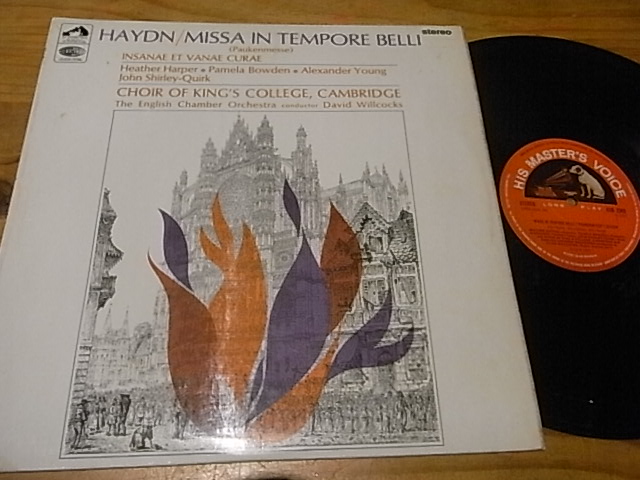 HAYDN/MISSA IN TEMPORE BELLI
stereo
(Paukenmesse)
INSANAE ET VANAE CURAE
Heather Harper • Pamela Bowden • Alexander Young
John Shirley-Quirk
CHOIR OF KING'S COLLEGE, CAMBRIDGE
The English Chamber Orchestra conductor David Willcocks
HIS MASTER'S VOICE